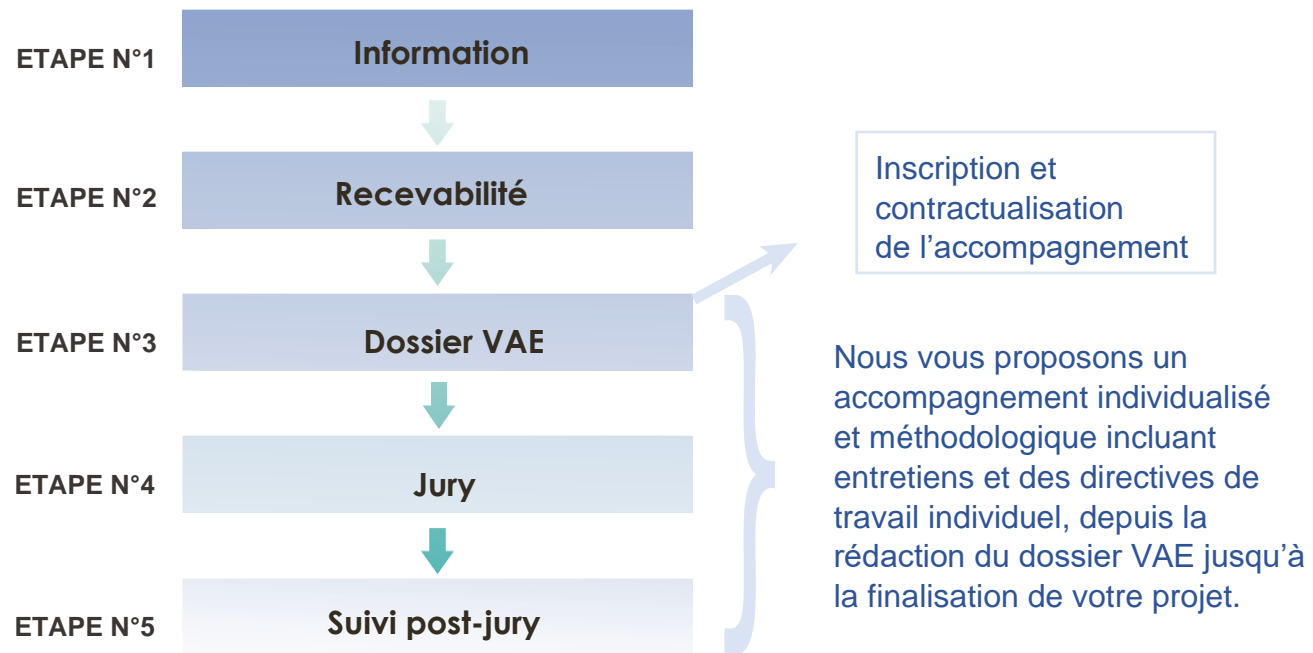 ETAPE N°1
Information
ETAPE N°2
Recevabilité
Inscription et
contractualisation
de l’accompagnement
ETAPE N°3
Dossier VAE
Nous vous proposons un
accompagnement individualisé
et méthodologique incluant
entretiens et des directives de
travail individuel, depuis la
rédaction du dossier VAE jusqu’à
la finalisation de votre projet.
ETAPE N°4
Jury
ETAPE N°5
Suivi post-jury